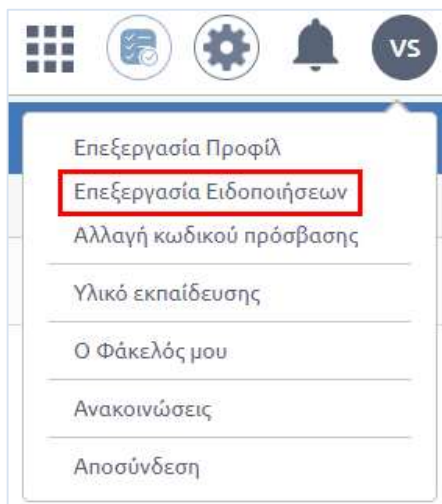 VS
Επεξεργασία Προφίλ
Επεξεργασία Ειδοποιήσεων
Αλλαγή κωδικού πρόσβασης
Υλικό εκπαίδευσης
Ο Φάκελός μου
Ανακοινώσεις
Αποσύνδεση